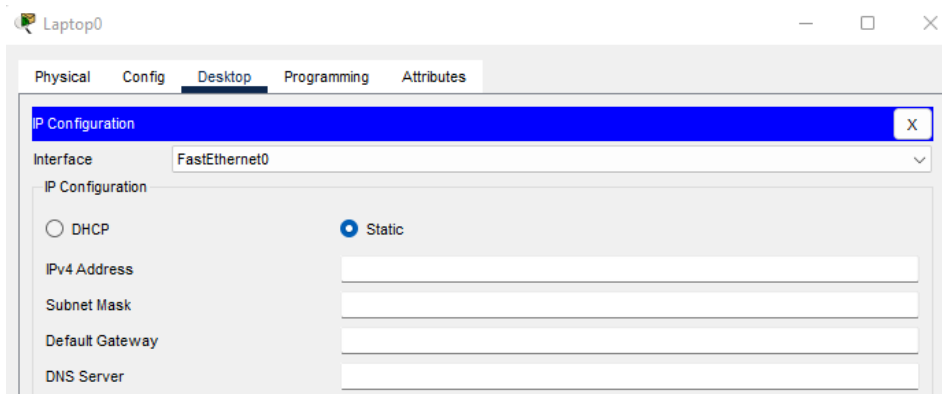 Laptop0
Physical Config Desktop Programming Attributes
IP Configuration X
Interface FastEthernet0
IP Configuration
DHCP Static
IPv4 Address
Subnet Mask
Default Gateway
DNS Server